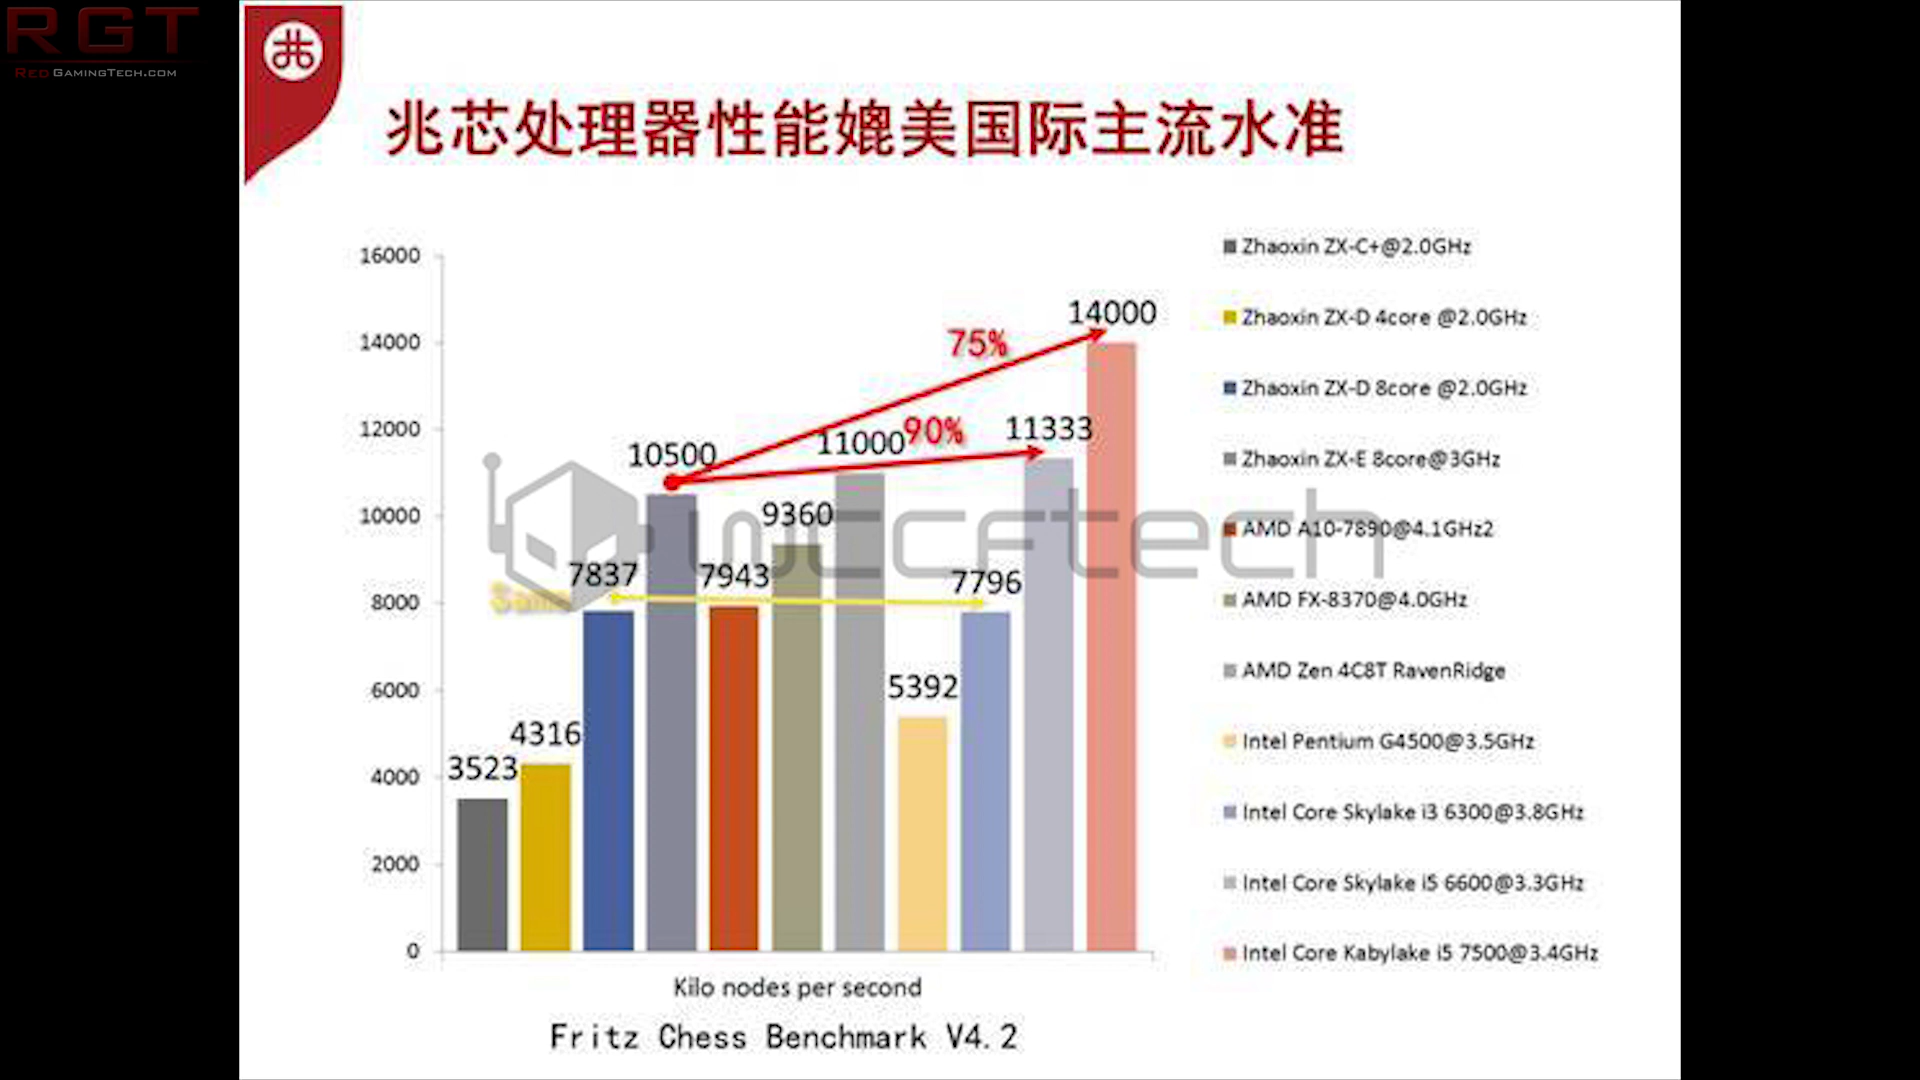 RGT
RedGamingTech.com
兆芯处理器性能媲美国际主流水准
16000
14000
12000
10000
8000
6000
4000
2000
0
3523
4316
7837
10500
7943
9360
11000
5392
7796
11333
14000
75%
90%
Same
wccftech
Zhaoxin ZX-C+@2.0GHz
Zhaoxin ZX-D 4core @2.0GHz
Zhaoxin ZX-D 8core @2.0GHz
Zhaoxin ZX-E 8core@3GHz
AMD A10-7890@4.1GHz2
AMD FX-8370@4.0GHz
AMD Zen 4C8T RavenRidge
Intel Pentium G4500@3.5GHz
Intel Core Skylake i3 6300@3.8GHz
Intel Core Skylake i5 6600@3.3GHz
Intel Core Kabylake i5 7500@3.4GHz
Kilo nodes per second
Fritz Chess Benchmark V4.2